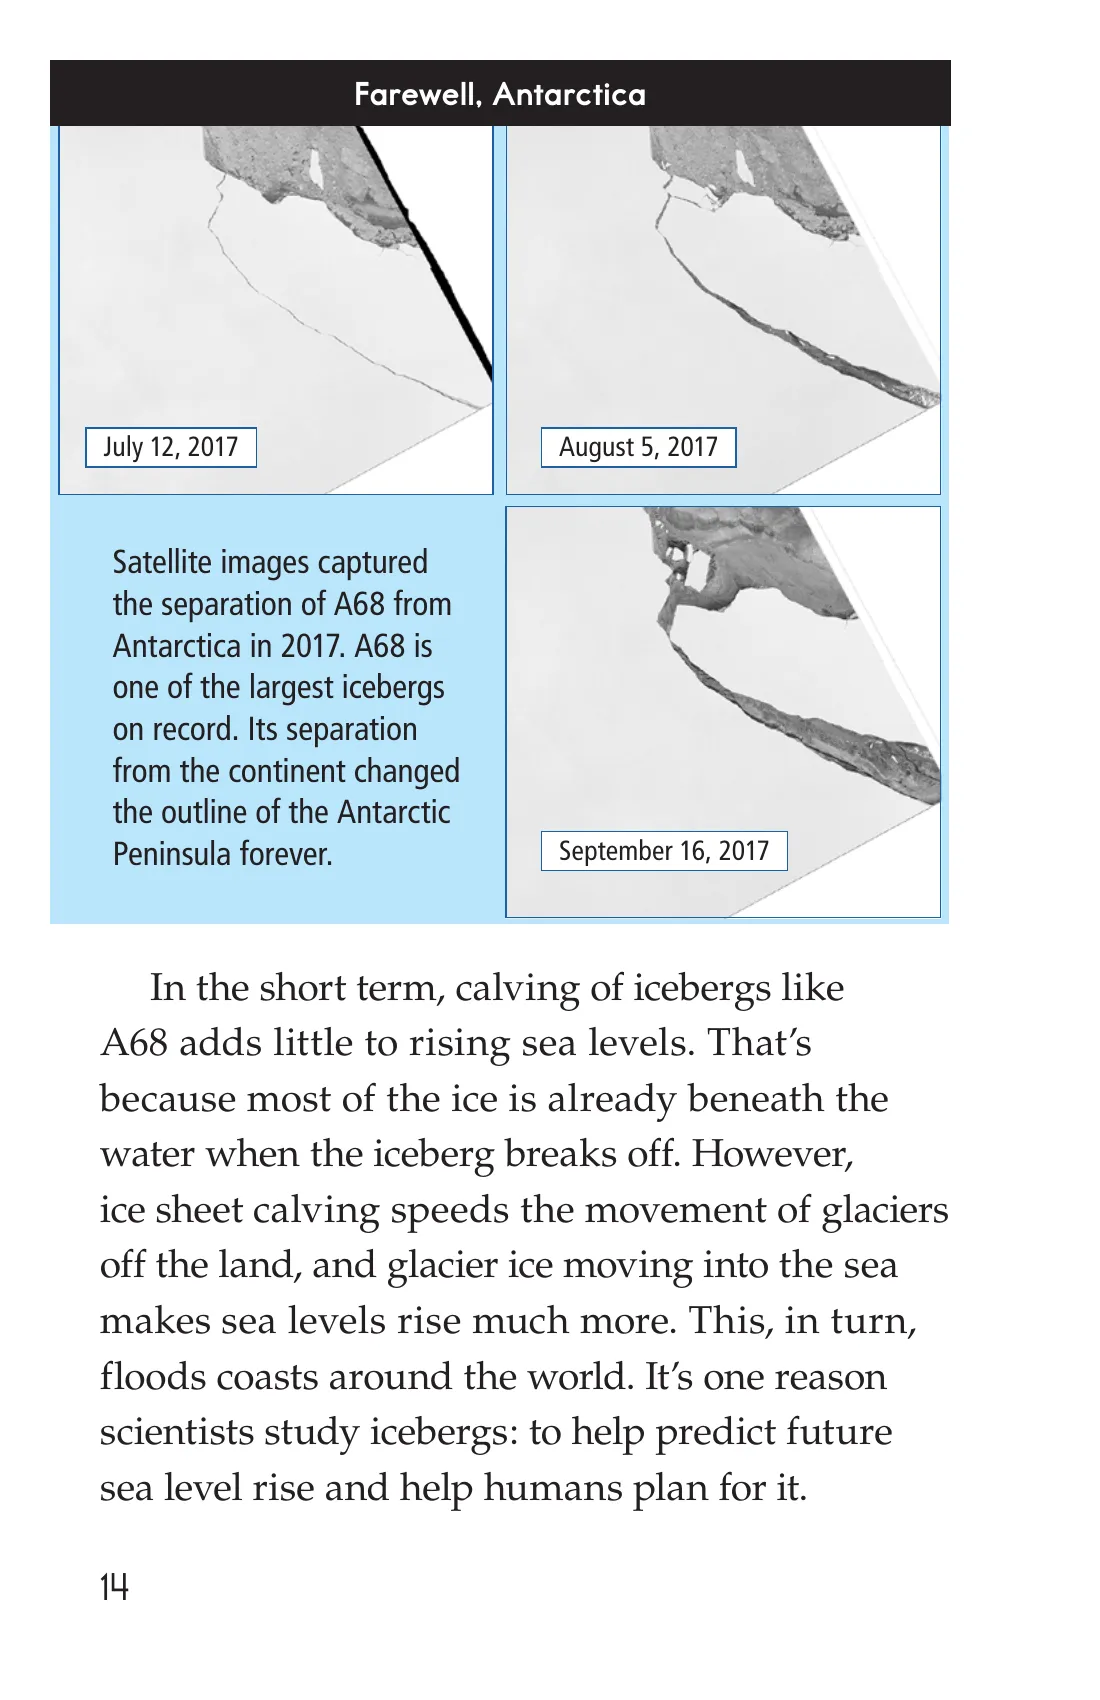 Farewell, Antarctica
July 12, 2017
August 5, 2017
Satellite images captured
the separation of A68 from
Antarctica in 2017. A68 is
one of the largest icebergs
on record. Its separation
from the continent changed
the outline of the Antarctic
Peninsula forever.
September 16, 2017
In the short term, calving of icebergs like
A68 adds little to rising sea levels. That’s
because most of the ice is already beneath the
water when the iceberg breaks off. However,
ice sheet calving speeds the movement of glaciers
off the land, and glacier ice moving into the sea
makes sea levels rise much more. This, in turn,
floods coasts around the world. It’s one reason
scientists study icebergs: to help predict future
sea level rise and help humans plan for it.
14